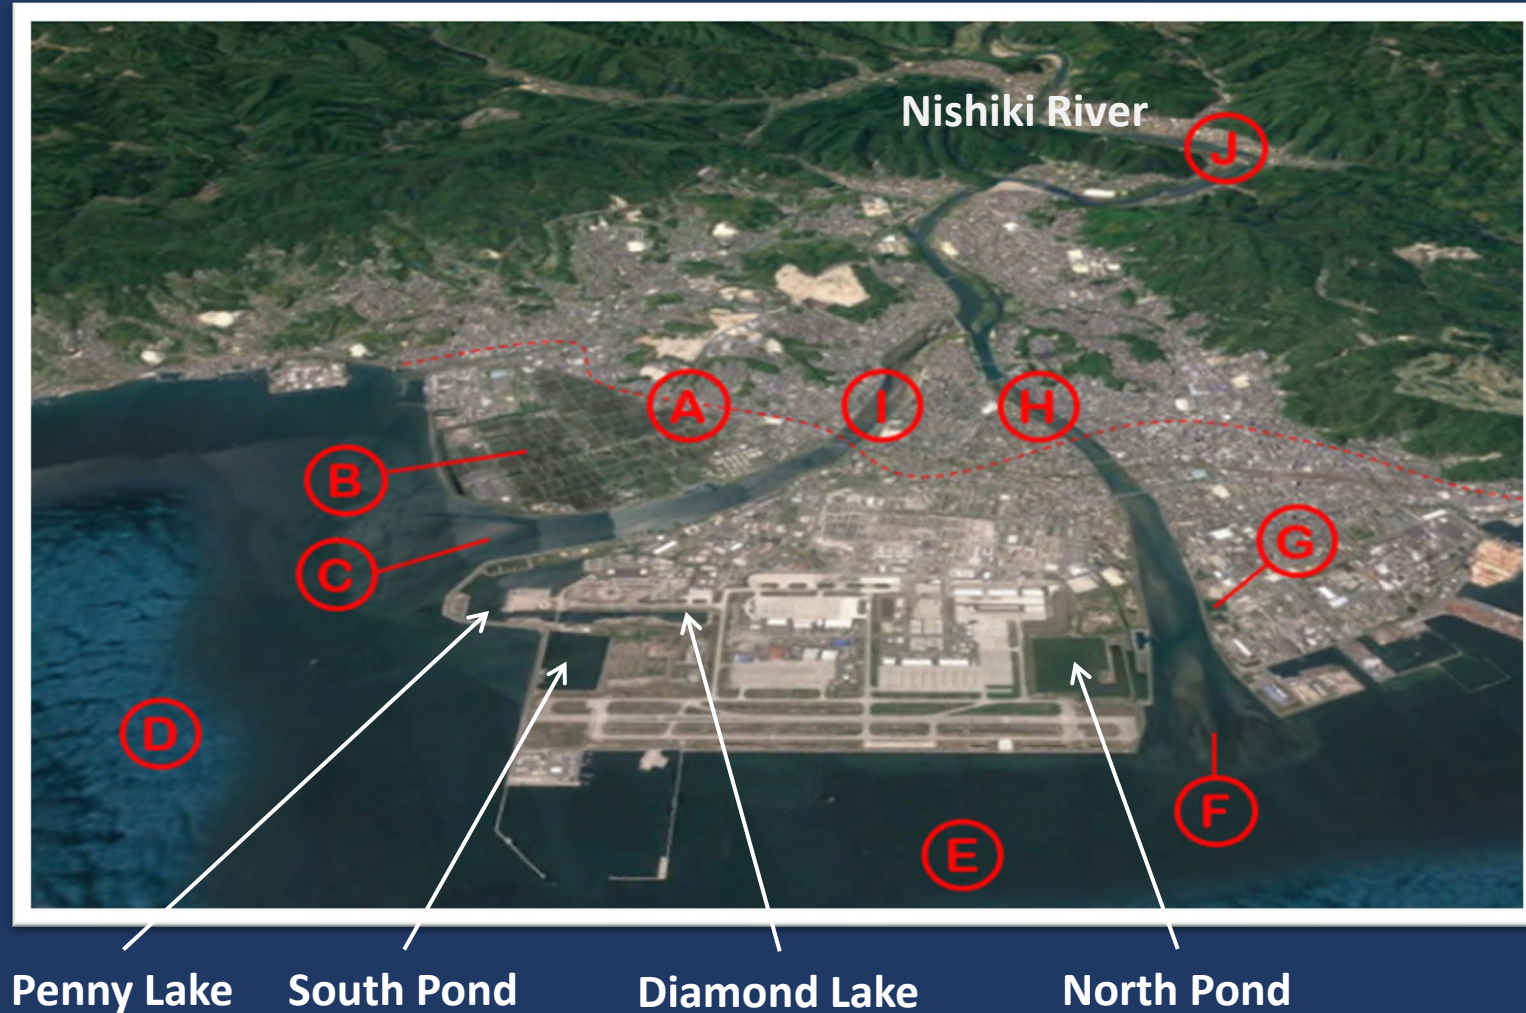 Nishiki River
J
A
I
H
B
G
C
D
F
E
Penny Lake
South Pond
Diamond Lake
North Pond